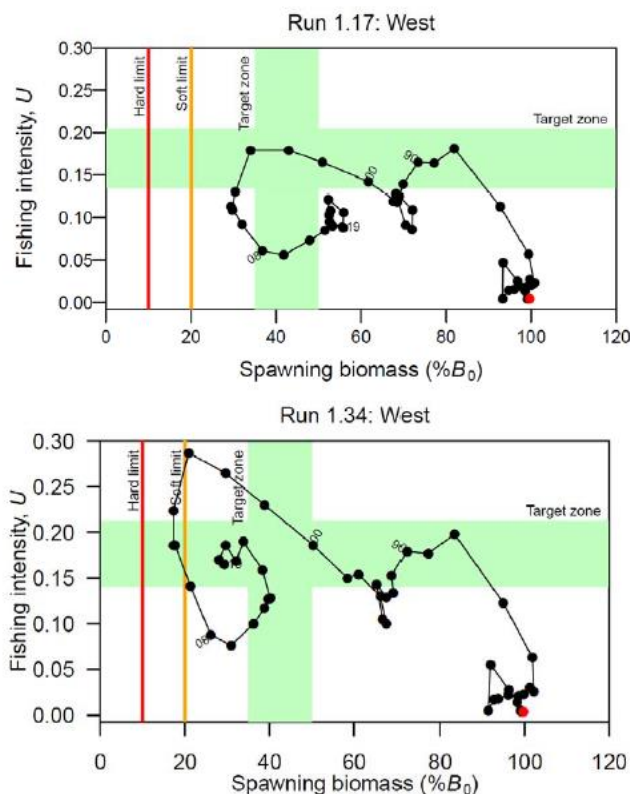 Run 1.17: West
Fishing intensity, U
0.30
0.25
0.20
0.15
0.10
0.05
0.00
Hard limit
Soft limit
Target zone
Target zone
90
00
08
19
0 20 40 60 80 100 120
Spawning biomass (%B₀)
Run 1.34: West
Fishing intensity, U
0.30
0.25
0.20
0.15
0.10
0.05
0.00
Hard limit
Soft limit
Target zone
Target zone
90
00
08
0 20 40 60 80 100 120
Spawning biomass (%B₀)